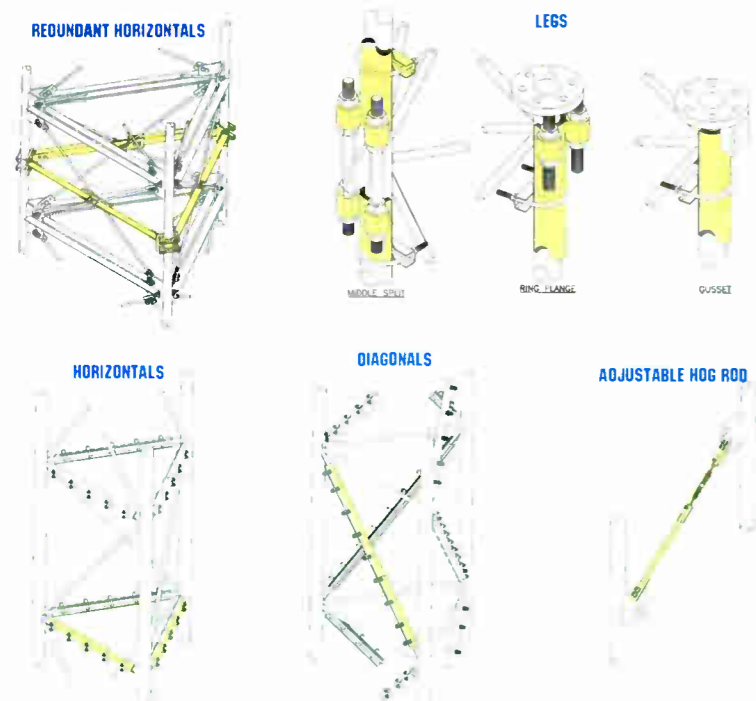 REDUNDANT HORIZONTALS
LEGS
MIDDLE SPLIT
RING FLANGE
GUSSET
HORIZONTALS
DIAGONALS
ADJUSTABLE HOG ROD